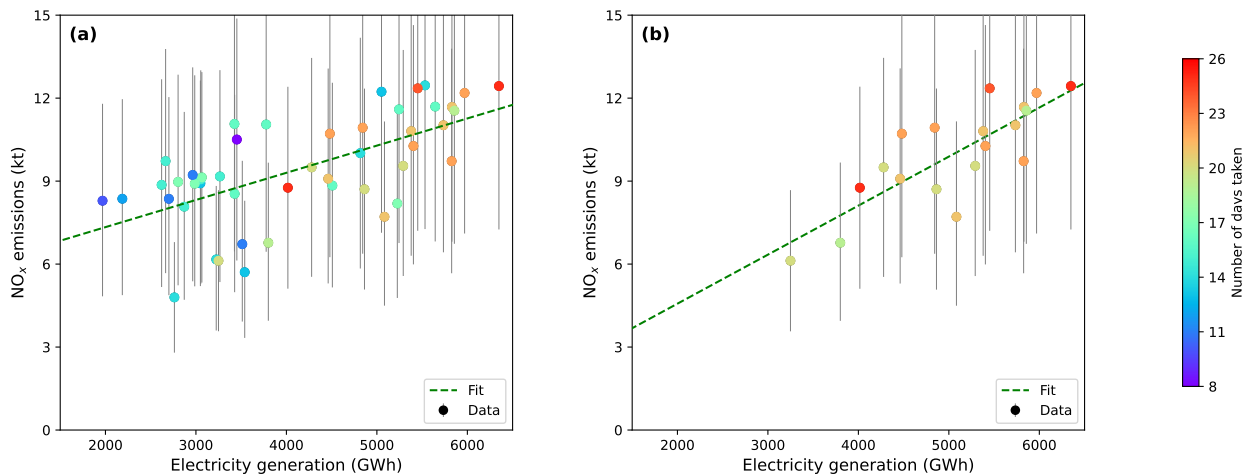 (a)
15
12
9
6
3
0
NOx emissions (kt)
2000 3000 4000 5000 6000
Electricity generation (GWh)
Fit
Data
(b)
15
12
9
6
3
0
NOx emissions (kt)
2000 3000 4000 5000 6000
Electricity generation (GWh)
Fit
Data
26
23
20
17
14
11
8
Number of days taken